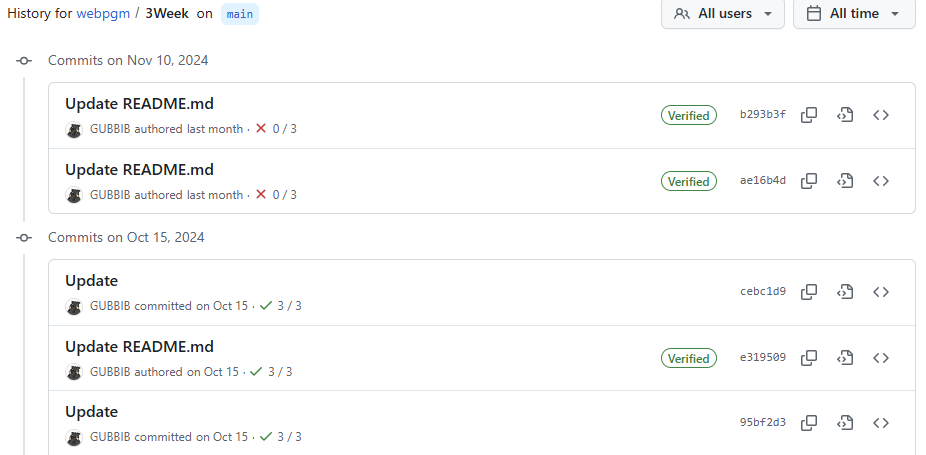 History for webpgm / 3Week on main
All users
All time
Commits on Nov 10, 2024
Update README.md
GUBBIB authored last month · 0 / 3
Verified
b293b3f
Update README.md
GUBBIB authored last month · 0 / 3
Verified
ae16b4d
Commits on Oct 15, 2024
Update
GUBBIB committed on Oct 15 · 3 / 3
cebc1d9
Update README.md
GUBBIB authored on Oct 15 · 3 / 3
Verified
e319509
Update
GUBBIB committed on Oct 15 · 3 / 3
95bf2d3